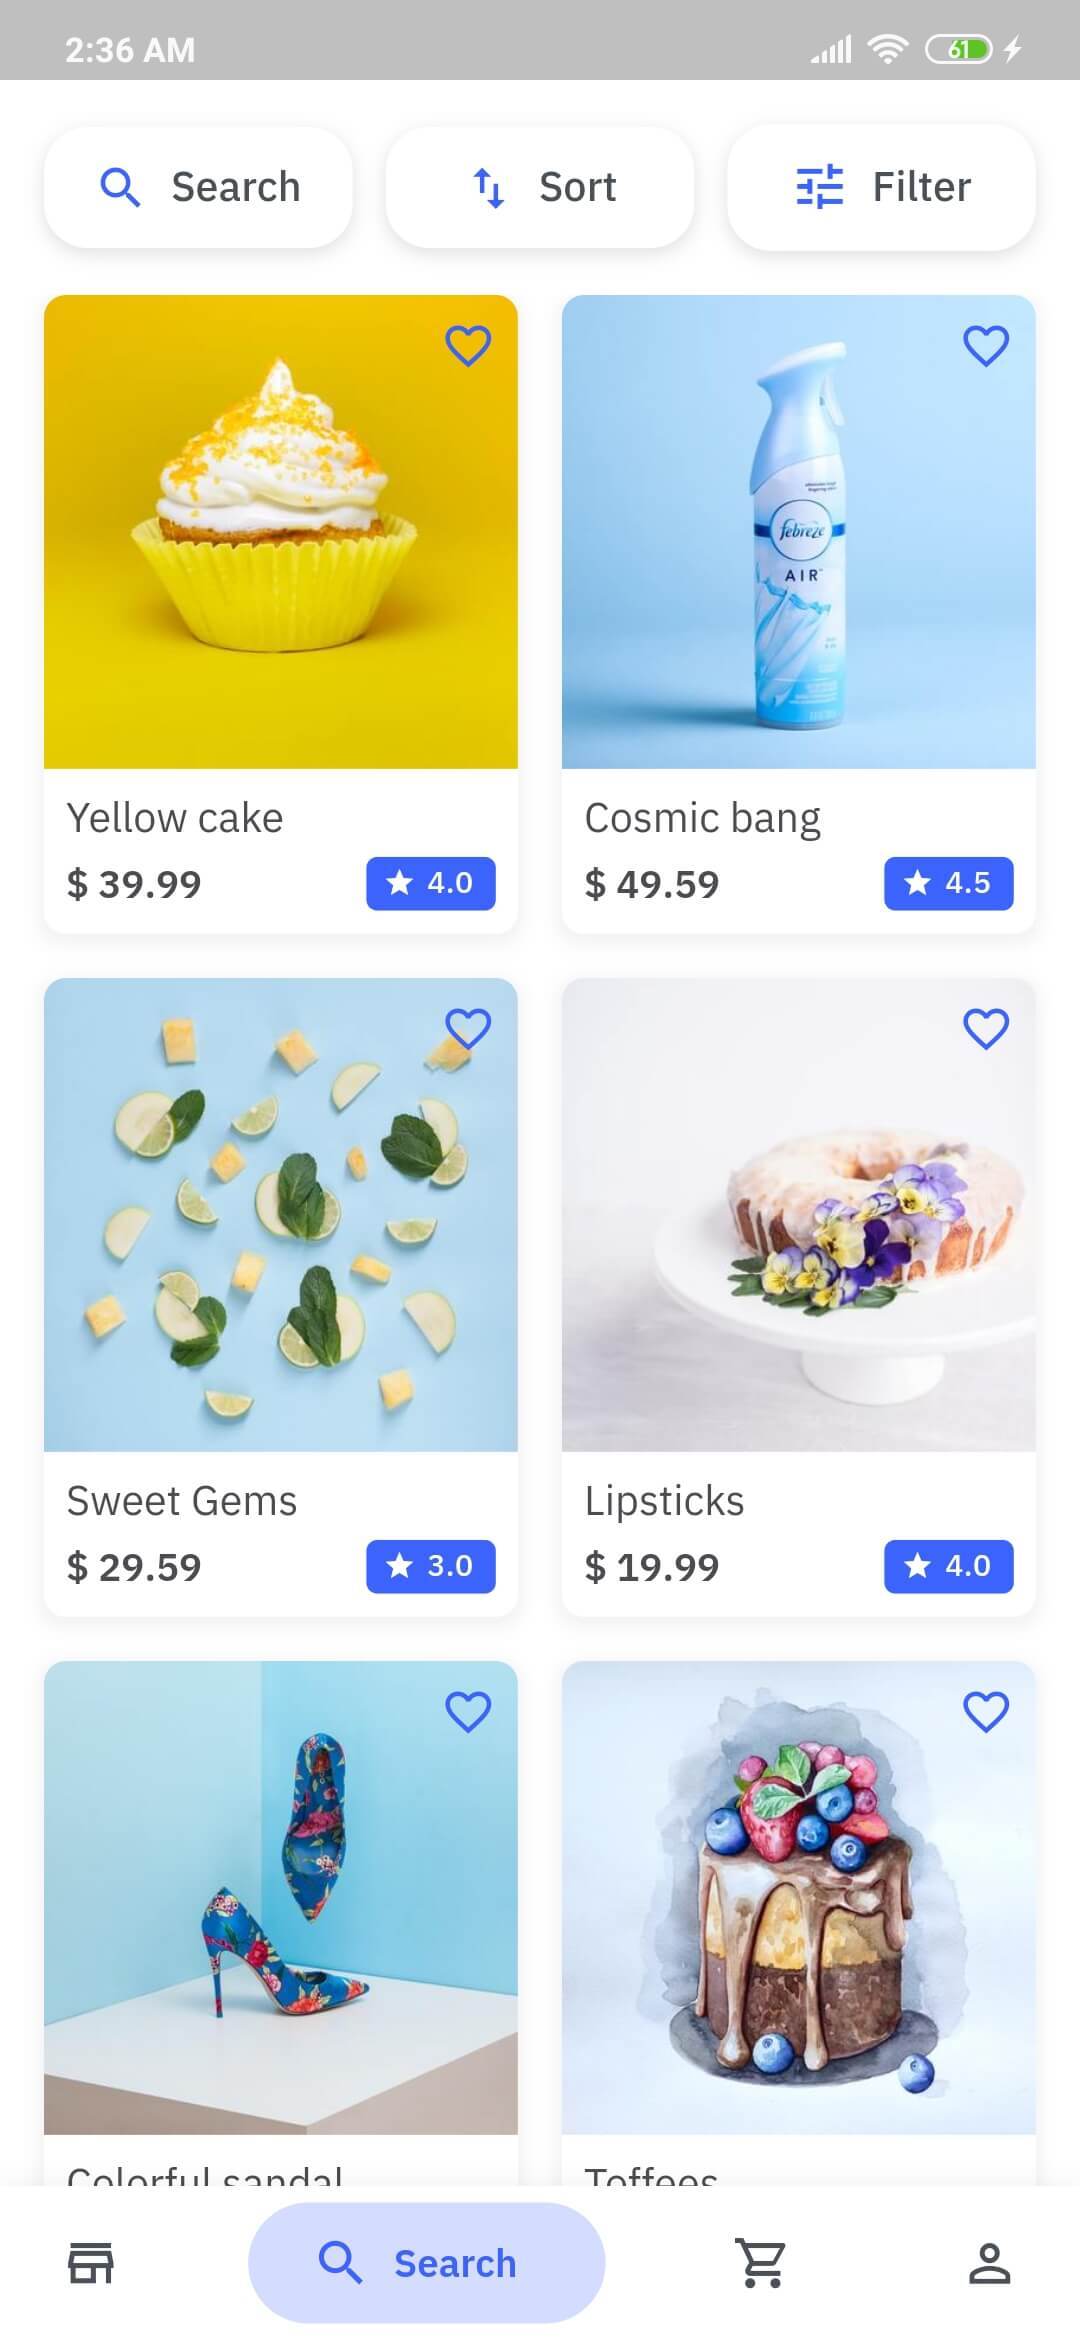 2:36 AM 61
Search Sort Filter
febreze
AIR
Yellow cake
$ 39.99 4.0
Cosmic bang
$ 49.59 4.5
Sweet Gems
$ 29.59 3.0
Lipsticks
$ 19.99 4.0
Colorful sandal
Toffees
Search